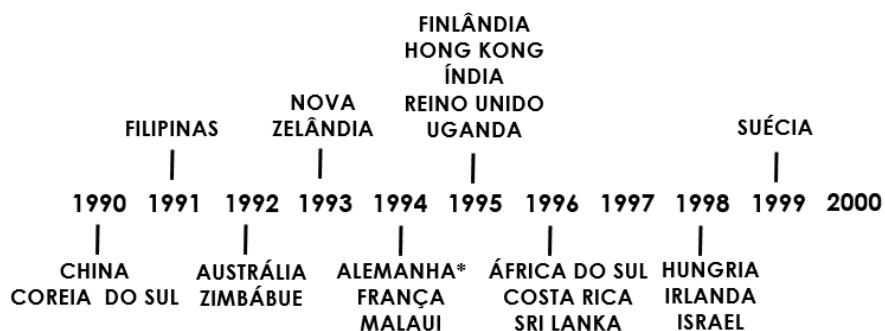 FINLÂNDIA
HONG KONG
ÍNDIA
REINO UNIDO
UGANDA
NOVA
ZELÂNDIA
FILIPINAS
SUÉCIA
1990 1991 1992 1993 1994 1995 1996 1997 1998 1999 2000
CHINA
COREIA DO SUL
AUSTRÁLIA
ZIMBÁBUE
ALEMANHA*
FRANÇA
MALAUI
ÁFRICA DO SUL
COSTA RICA
SRI LANKA
HUNGRIA
IRLANDA
ISRAEL